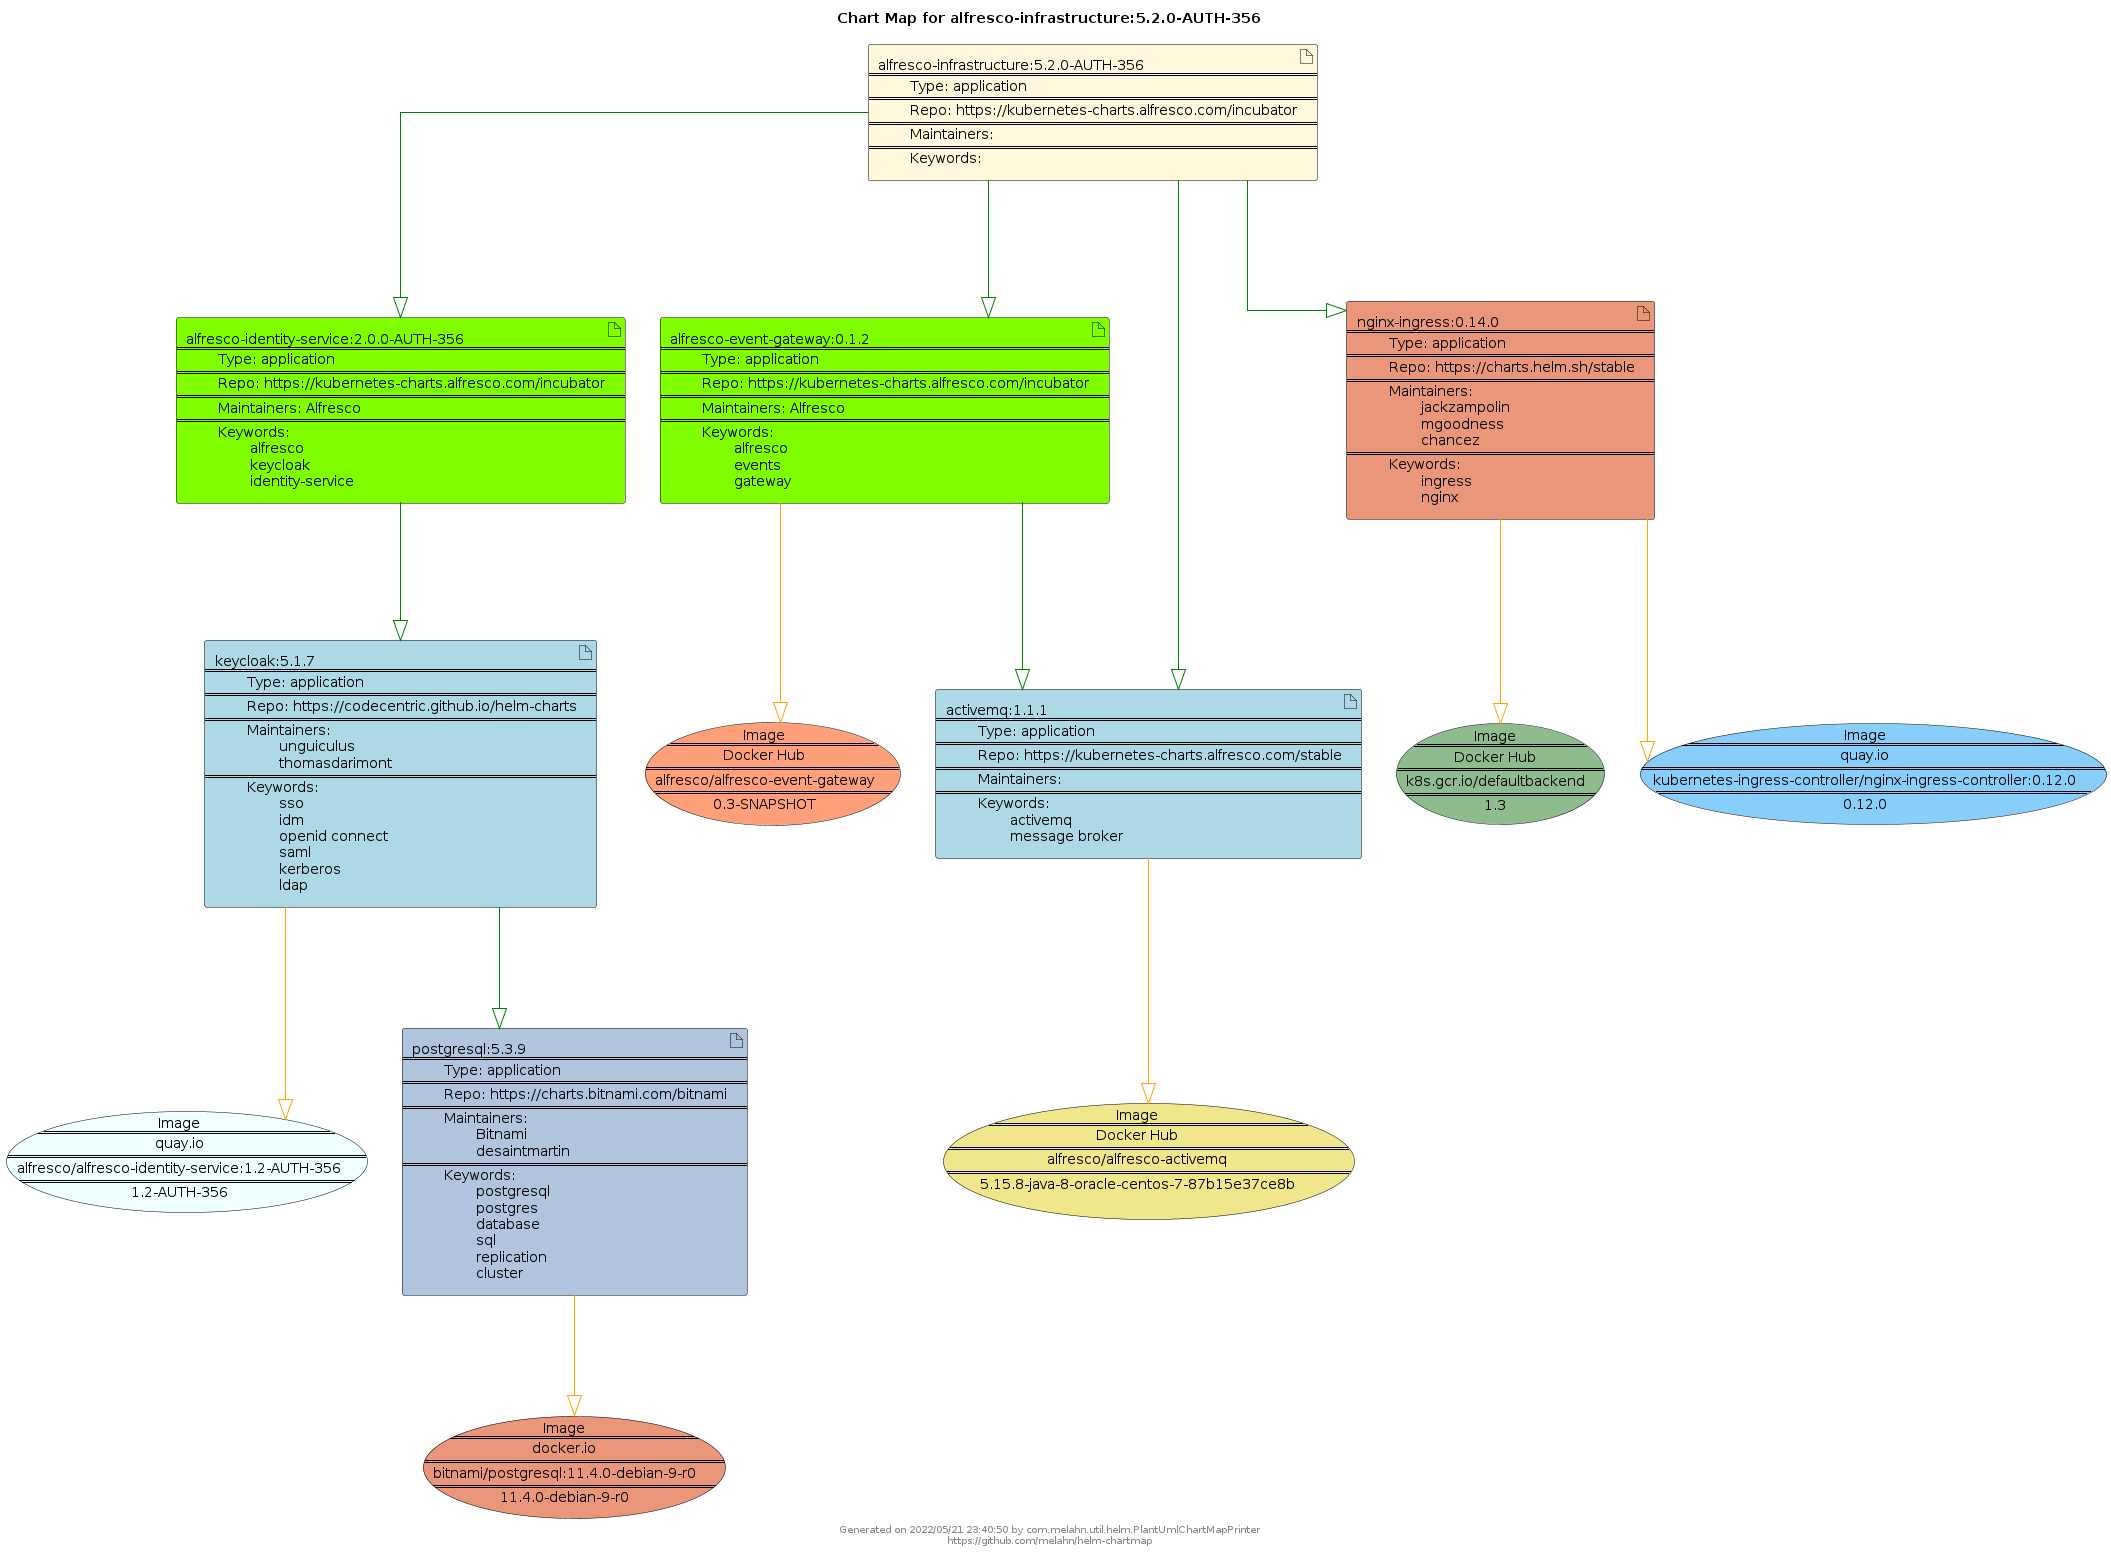 Chart Map for alfresco-infrastructure:5.2.0-AUTH-356
alfresco-infrastructure:5.2.0-AUTH-356
Type: application
Repo: https://kubernetes-charts.alfresco.com/incubator
Maintainers:
Keywords:
alfresco-identity-service:2.0.0-AUTH-356
Type: application
Repo: https://kubernetes-charts.alfresco.com/incubator
Maintainers: Alfresco
Keywords:
alfresco
keycloak
identity-service
alfresco-event-gateway:0.1.2
Type: application
Repo: https://kubernetes-charts.alfresco.com/incubator
Maintainers: Alfresco
Keywords:
alfresco
events
gateway
nginx-ingress:0.14.0
Type: application
Repo: https://charts.helm.sh/stable
Maintainers:
jackzampolin
mgoodness
chancez
Keywords:
ingress
nginx
keycloak:5.1.7
Type: application
Repo: https://codecentric.github.io/helm-charts
Maintainers:
unguiculus
thomasdarimont
Keywords:
sso
idm
openid connect
saml
kerberos
ldap
Image
Docker Hub
alfresco/alfresco-event-gateway
0.3-SNAPSHOT
activemq:1.1.1
Type: application
Repo: https://kubernetes-charts.alfresco.com/stable
Maintainers:
Keywords:
activemq
message broker
Image
Docker Hub
k8s.gcr.io/defaultbackend
1.3
Image
quay.io
kubernetes-ingress-controller/nginx-ingress-controller:0.12.0
0.12.0
postgresql:5.3.9
Type: application
Repo: https://charts.bitnami.com/bitnami
Maintainers:
Bitnami
desaintmartin
Keywords:
postgresql
postgres
database
sql
replication
cluster
Image
quay.io
alfresco/alfresco-identity-service:1.2-AUTH-356
1.2-AUTH-356
Image
Docker Hub
alfresco/alfresco-activemq
5.15.8-java-8-oracle-centos-7-87b15e37ce8b
Image
docker.io
bitnami/postgresql:11.4.0-debian-9-r0
11.4.0-debian-9-r0
Generated on 2022/05/21 23:40:50 by com.melahn.util.helm.PlantUmlChartMapPrinter
https://github.com/melahn/helm-chartmap